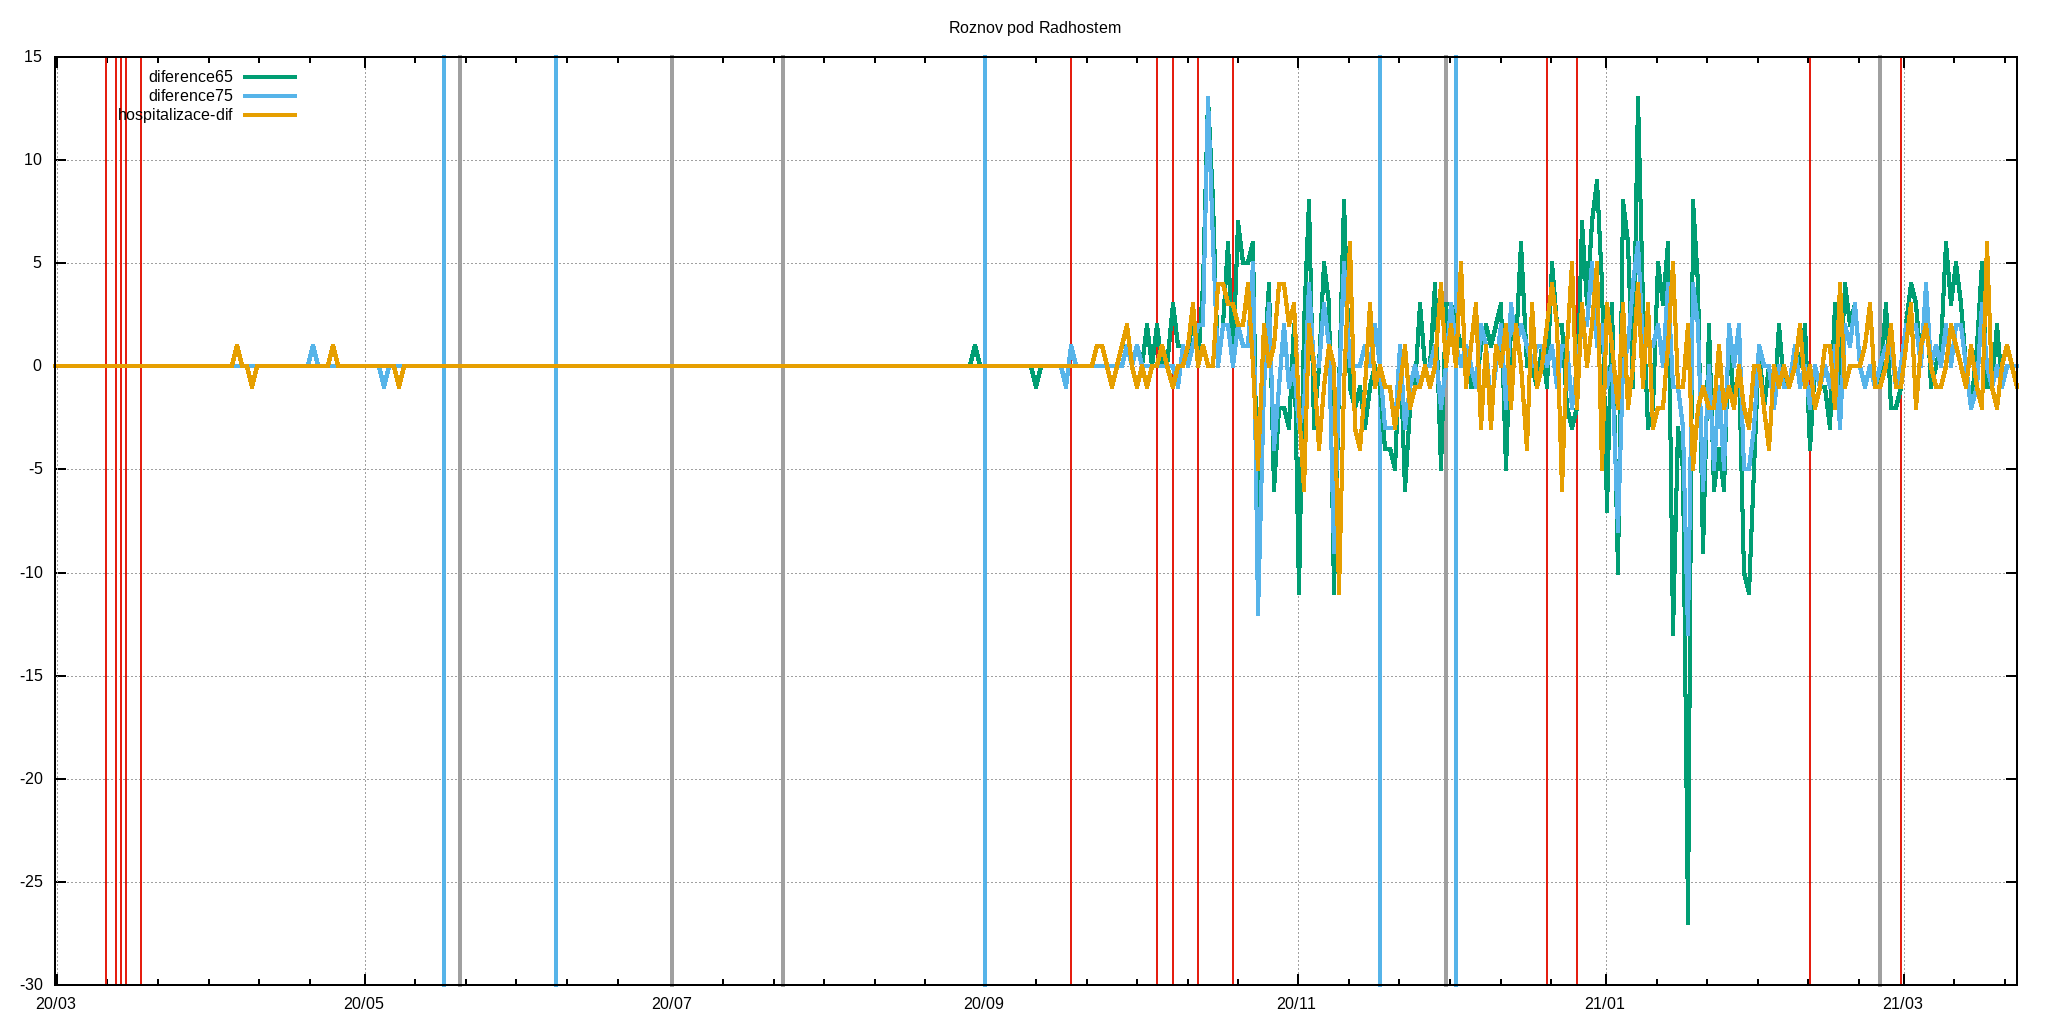 Roznov pod Radhostem
15
diference65
diference75
hospitalizace-dif
10
5
0
-5
-10
-15
-20
-25
-30
20/03 20/05 20/07 20/09 20/11 21/01 21/03